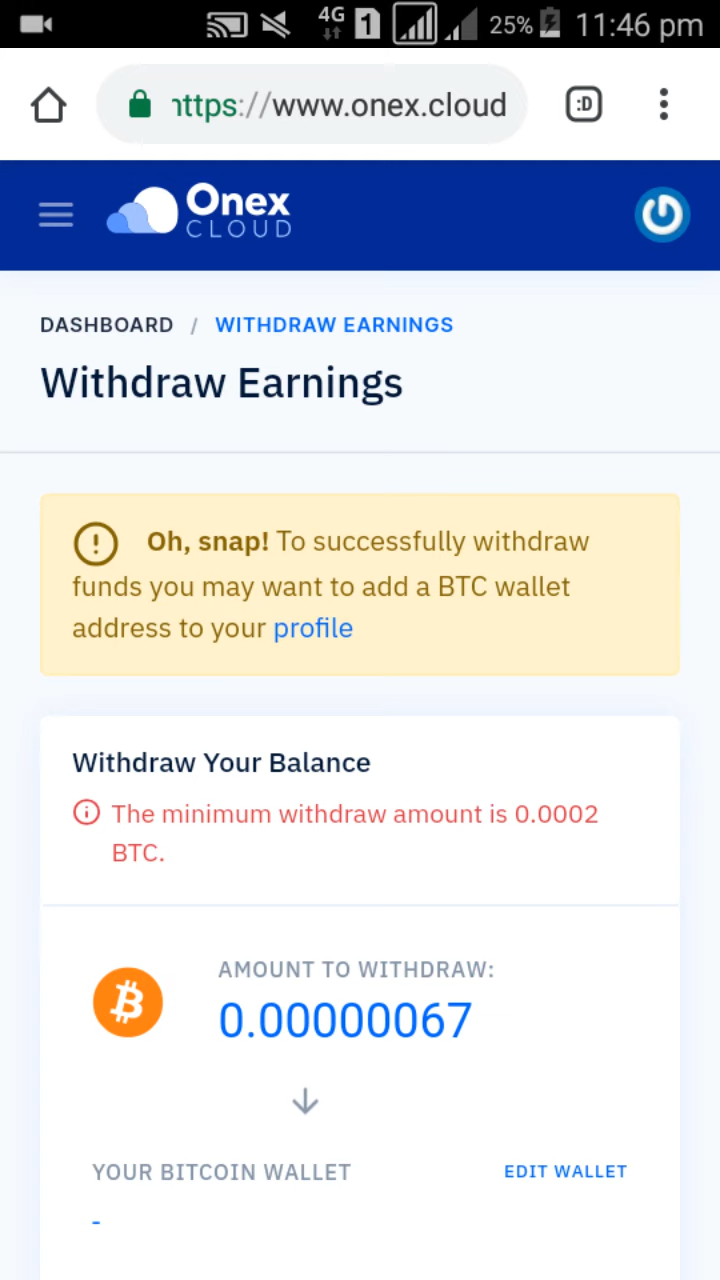 4G 1 25% 11:46 pm
https://www.onex.cloud :D
Onex
CLOUD
DASHBOARD / WITHDRAW EARNINGS
Withdraw Earnings
Oh, snap! To successfully withdraw
funds you may want to add a BTC wallet
address to your profile
Withdraw Your Balance
The minimum withdraw amount is 0.0002
BTC.
AMOUNT TO WITHDRAW:
0.00000067
YOUR BITCOIN WALLET EDIT WALLET
-